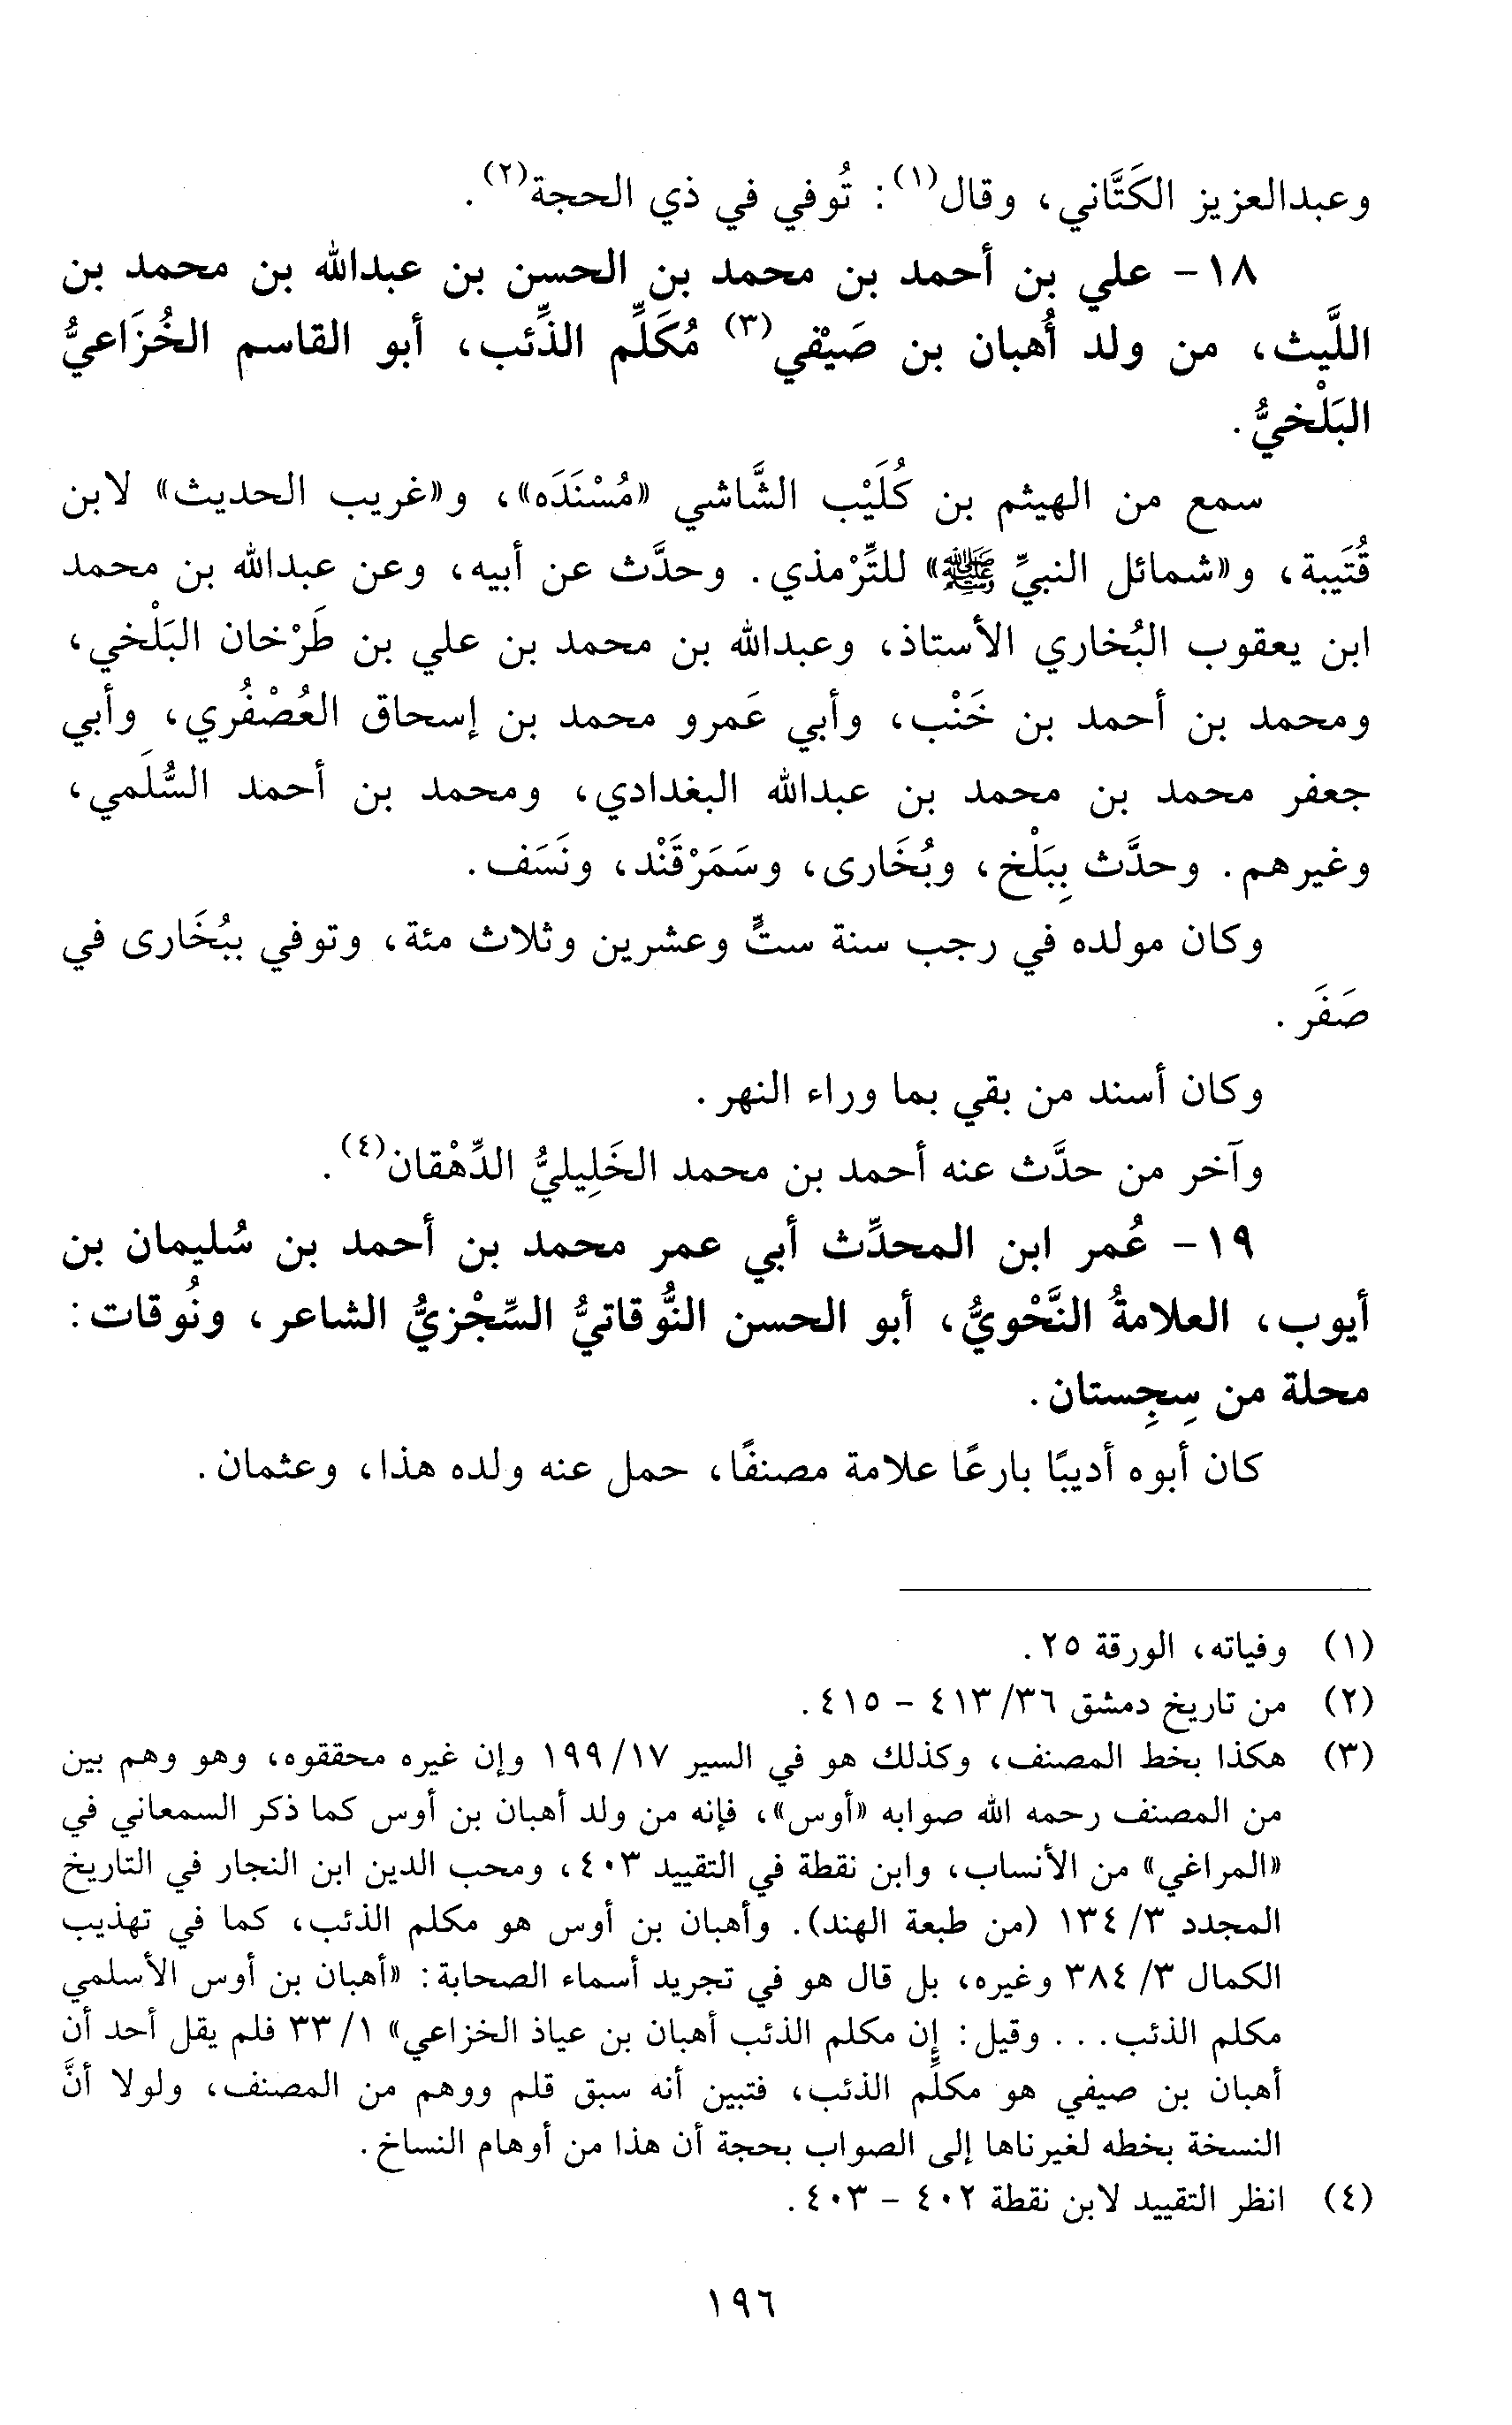 وعبدالعزيز الكَتَّاني، وقال(١): تُوفي في ذي الحجة(٢).
١٨- علي بن أحمد بن محمد بن الحسن بن عبدالله بن محمد بن
اللَّيث، من ولد أُهبان بن صَيْفي(٣) مُكَلِّم الذِّئب، أبو القاسم الخُزَاعيُّ
البَلْخيُّ.
سمع من الهيثم بن كُلَيْب الشَّاشي «مُسْنَدَه»، و«غريب الحديث» لابن
قُتَيبة، و«شمائل النبيِّ ﷺ» للتِّرْمذي. وحدَّث عن أبيه، وعن عبدالله بن محمد
ابن يعقوب البُخاري الأستاذ، وعبدالله بن محمد بن علي بن طَرْخان البَلْخي،
ومحمد بن أحمد بن خَنْب، وأبي عَمرو محمد بن إسحاق العُصْفُري، وأبي
جعفر محمد بن محمد بن عبدالله البغدادي، ومحمد بن أحمد السُّلَمي،
وغيرهم. وحدَّث بِبَلْخ، وبُخَارى، وسَمَرْقَنْد، ونَسَف.
وكان مولده في رجب سنة ستٍّ وعشرين وثلاث مئة، وتوفي ببُخَارى في
صَفَر.
وكان أسند من بقي بما وراء النهر.
وآخر من حدَّث عنه أحمد بن محمد الخَلِيليُّ الدِّهْقان(٤).
١٩- عُمر ابن المحدِّث أبي عمر محمد بن أحمد بن سُليمان بن
أيوب، العلامةُ النَّحْويُّ، أبو الحسن النُّوقاتيُّ السِّجْزيُّ الشاعر، ونُوقات:
محلة من سِجِستان.
كان أبوه أديبًا بارعًا علامة مصنفًا، حمل عنه ولده هذا، وعثمان.
(١) وفياته، الورقة ٢٥.
(٢) من تاريخ دمشق ٣٦/ ٤١٣ - ٤١٥.
(٣) هكذا بخط المصنف، وكذلك هو في السير ١٧/ ١٩٩ وإن غيره محققوه، وهو وهم بين
من المصنف رحمه الله صوابه «أوس»، فإنه من ولد أهبان بن أوس كما ذكر السمعاني في
«المراغي» من الأنساب، وابن نقطة في التقييد ٤٠٣، ومحب الدين ابن النجار في التاريخ
المجدد ٣/ ١٣٤ (من طبعة الهند). وأهبان بن أوس هو مكلم الذئب، كما في تهذيب
الكمال ٣/ ٣٨٤ وغيره، بل قال هو في تجريد أسماء الصحابة: «أهبان بن أوس الأسلمي
مكلم الذئب... وقيل: إن مكلم الذئب أهبان بن عياذ الخزاعي» ١/ ٣٣ فلم يقل أحد أن
أهبان بن صيفي هو مكلِّم الذئب، فتبين أنه سبق قلم ووهم من المصنف، ولولا أنَّ
النسخة بخطه لغيرناها إلى الصواب بحجة أن هذا من أوهام النساخ.
(٤) انظر التقييد لابن نقطة ٤٠٢ - ٤٠٣.
١٩٦